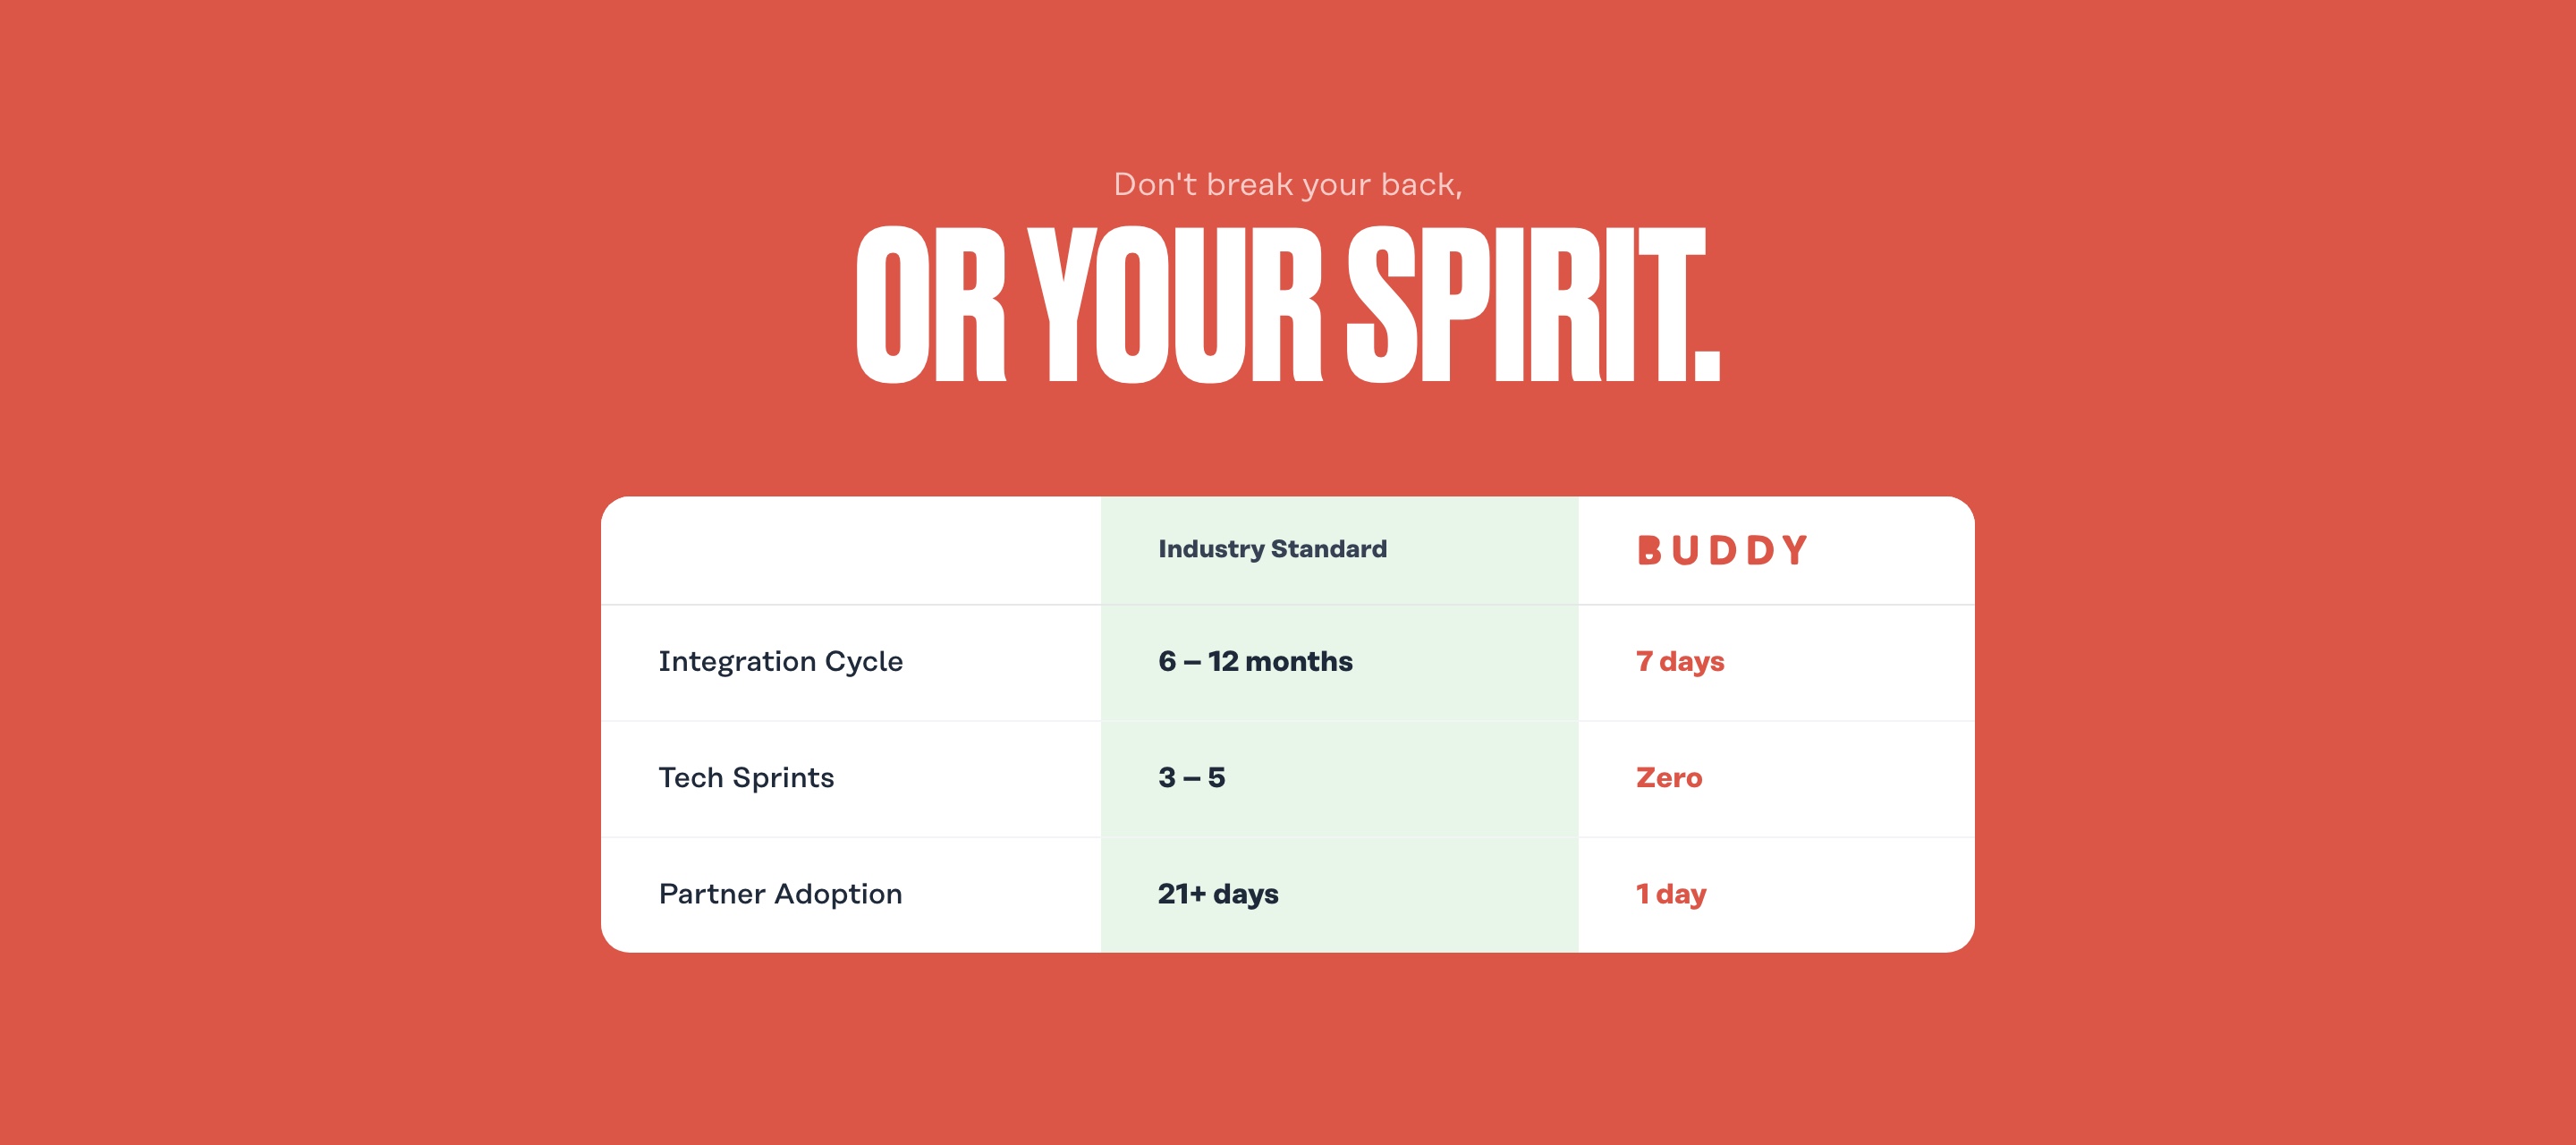 Don't break your back,
OR YOUR SPIRIT.
Industry Standard
BUDDY
Integration Cycle
6 – 12 months
7 days
Tech Sprints
3 – 5
Zero
Partner Adoption
21+ days
1 day